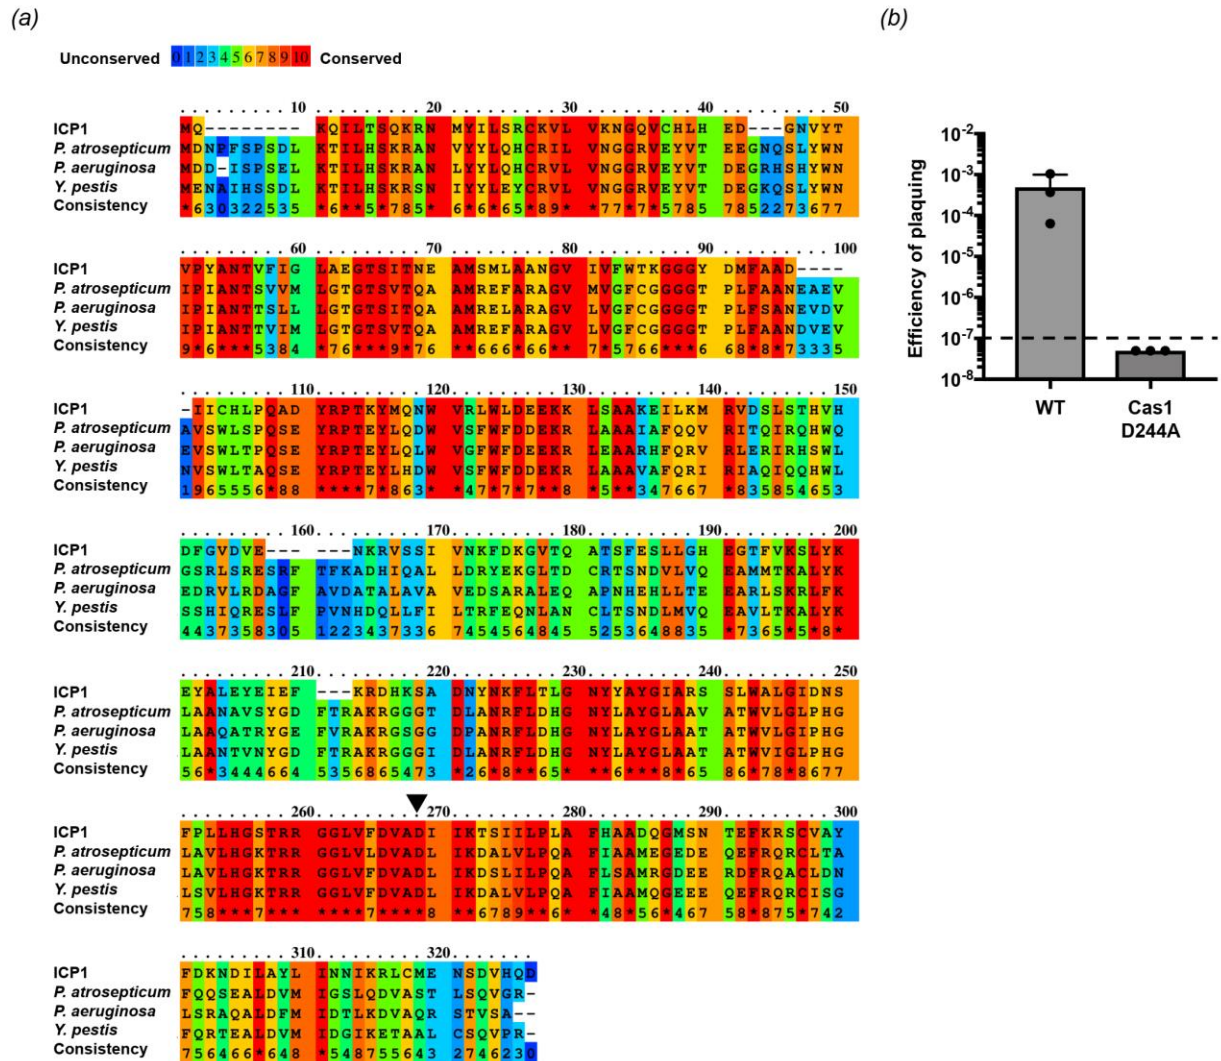 (a)
(b)
Unconserved 0 1 2 3 4 5 6 7 8 9 10 Conserved
. . . . . . . . . 10 . . . . . . . . . 20 . . . . . . . . . 30 . . . . . . . . . 40 . . . . . . . . . 50
ICP1 MQ-------- KQILTSQKRN MYILSRCKVL VKNGQVCHLH ED---GNVYT
P. atrosepticum MDNPFSPSDL KTILHSKRAN VYYLQHCRIL VNGGRVEYVT DEGNQSLYWN
P. aeruginosa MDD-ISPSEL KTILHSKRAN LYYLQHCRVL VNGGRVEYVT DEGRHSHYWN
Y. pestis MENAIHSSDL KTILHSKRSN IYYLEYCRVL VNGGRVEYVT DEGKQSLYWN
Consistency *630322535 *6**5*785* *6*6*65*89 **77*7*5785 7852273677
. . . . . . . . . 60 . . . . . . . . . 70 . . . . . . . . . 80 . . . . . . . . . 90 . . . . . . . . . 100
ICP1 VPYANTVFIG LAEGTSITNE AMSMLAANGV IVFWTKGGGY DMFAAD----
P. atrosepticum IPIANTSVVM LGTGTSVTQA AMREFARAGV MVGFCGGGGT PLFAANEAEV
P. aeruginosa IPIANTSLLL LGTGTSITQA AMREFARAGV LVGFCGGGGT PLFSANEVDV
Y. pestis IPIANTTVIM LGTGTSVTQA AMREFARAGV LVGFCGGGGT PLFAANDVEV
Consistency 9*6***5384 *76***9*76 **666*66** 7*5766***6 68*8*73335
. . . . . . . . . 110 . . . . . . . . . 120 . . . . . . . . . 130 . . . . . . . . . 140 . . . . . . . . . 150
ICP1 -IICHLPQAD YRPTKYMQNW VRLWLDEEKK LSAAKEILKM RVDSLSTHVH
P. atrosepticum AVSWLSPQSE YRPTEYLQDW VSFWFDEEKR LAAAIAFQQV RITQIRQHWQ
P. aeruginosa EVSWLTPQSE YRPTEYLQLW VGFWFDEEKR LEAARHFQRV RLERIRHSWL
Y. pestis NVSWLTAQSE YRPTEYLHDW VSFWFDEEKR LAAAVAFQRI RIAQIQQHWL
Consistency 1965556*88 ****7*863* *47*7*7**8 *5**347667 *835854653
. . . . . . . . . 160 . . . . . . . . . 170 . . . . . . . . . 180 . . . . . . . . . 190 . . . . . . . . . 200
ICP1 DFGVDVE--- ---NKRVSSI VNKFDKGVTQ ATSFESLLGH EGTFVKSLYK
P. atrosepticum GSRLSRESRF TFKADHIQAL LDRYEKGLTD CRTSNDVLVQ EAMMTKALYK
P. aeruginosa EDRVLRDAGF AVDATALAVA VEDSARALEQ APNHEHLLTE EARLSKRLFK
Y. pestis SSHIQRESLF PVNHDQLLFI LTRFEQNLAN CLTSNDLMVQ EAVLTKALYK
Consistency 4437358305 1223437336 7454564845 5253648835 *7365*5*8*
. . . . . . . . . 210 . . . . . . . . . 220 . . . . . . . . . 230 . . . . . . . . . 240 . . . . . . . . . 250
ICP1 EYALEYEIEF ---KRDHKSA DNYNKFLTLG NYYAYGIARS SLWALGIDNS
P. atrosepticum LAANAVSYGD FTRAKRGGGT DLANRFLDHG NYLAYGLAAV ATWVLGLPHG
P. aeruginosa LAAQATRYGE FVRAKRGSGG DPANRFLDHG NYLAYGLAAT ATWVLGIPHG
Y. pestis LAANTVNYGD FTRAKRGGGI DLANRFLDHG NYLAYGLAAT ATWVIGLPHG
Consistency 56*3444664 5356865473 *26*8**65* **6***8*65 86*78*8677
. . . . . . . . . 260 . . . . . . . . . 270 . . . . . . . . . 280 . . . . . . . . . 290 . . . . . . . . . 300
ICP1 FPLLHGSTRR GGLVFDVADI IKTSIILPLA FHAADQGMSN TEFKRSCVAY
P. atrosepticum LAVLHGKTRR GGLVLDVADL IKDALVLPQA FIAAMEGEDE QEFRQRCLTA
P. aeruginosa LAVLHGKTRR GGLVFDVADL IKDSLILPQA FLSAMRGDEE RDFRQACLDN
Y. pestis LSVLHGKTRR GGLVFDVADL IKDALVLPQA FIAAMQGEEE QEFRQRCISG
Consistency 758***7*** ****7****8 **6789**6* *48*56*467 58*875*742
. . . . . . . . . 310 . . . . . . . . . 320 . . . . . . .
ICP1 FDKNDILAYL INNIKRLCME NSDVHQD
P. atrosepticum FQQSEALDVM IGSLQDVAST LSQVGR-
P. aeruginosa LSRAQALDFM IDTLKDVAQR STVSA--
Y. pestis FQRTEALDVM IDGIKETAAL CSQVPR-
Consistency 756466*648 *548755643 2746230
Efficiency of plaquing
10-2
10-3
10-4
10-5
10-6
10-7
10-8
WT
Cas1
D244A